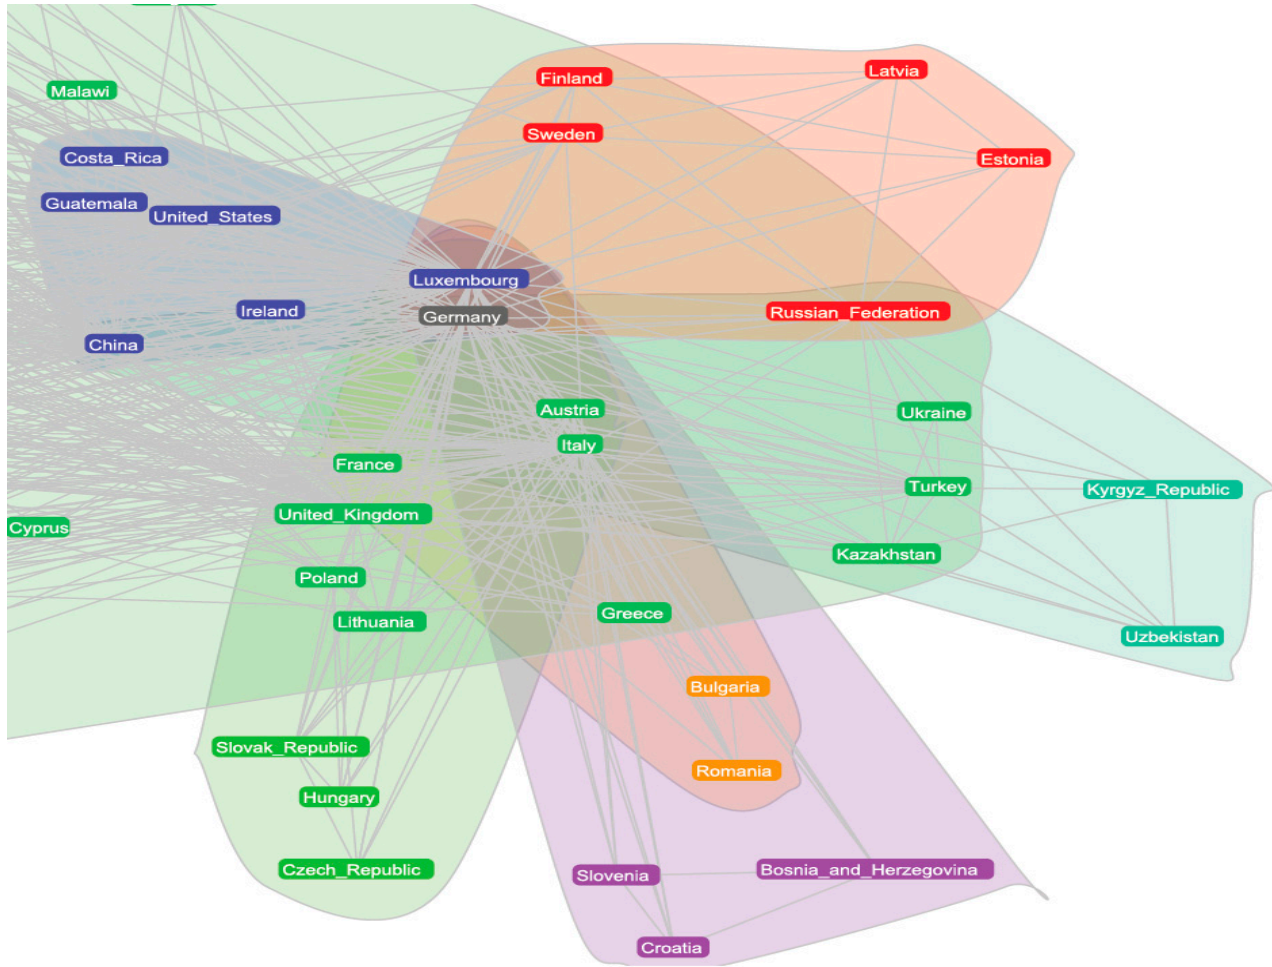 Finland
Latvia
Malawi
Sweden
Costa_Rica
Estonia
Guatemala
United_States
Luxembourg
Ireland
Germany
Russian_Federation
China
Austria
Ukraine
Italy
France
Turkey
Kyrgyz_Republic
United_Kingdom
Cyprus
Kazakhstan
Poland
Greece
Lithuania
Uzbekistan
Bulgaria
Slovak_Republic
Romania
Hungary
Czech_Republic
Slovenia
Bosnia_and_Herzegovina
Croatia